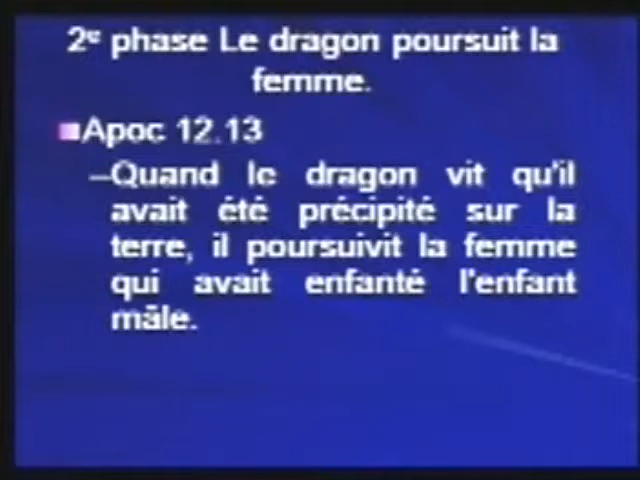 2e phase Le dragon poursuit la
femme.
Apoc 12.13
–Quand le dragon vit qu'il
avait été précipité sur la
terre, il poursuivit la femme
qui avait enfanté l'enfant
mâle.